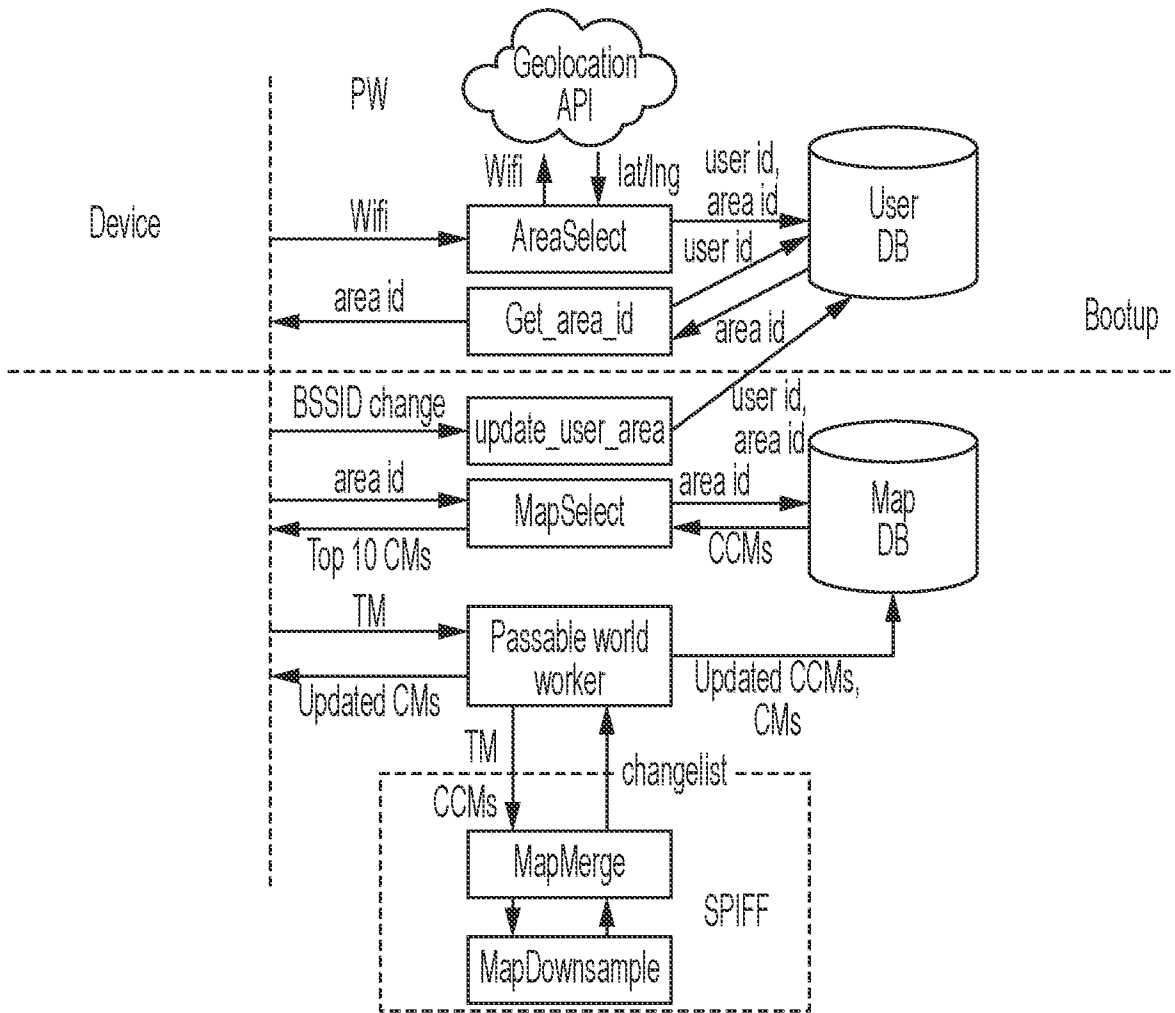 Geolocation
API
PW
Wifi
lat/lng
user id,
area id
User
DB
Device
Wifi
AreaSelect
user id
area id
Get_area_id
area id
Bootup
BSSID change
update_user_area
user id,
area id
area id
MapSelect
area id
Map
DB
Top 10 CMs
CCMs
TM
Passable world
worker
Updated CMs
Updated CCMs,
CMs
TM
changelist
CCMs
MapMerge
SPIFF
MapDownsample